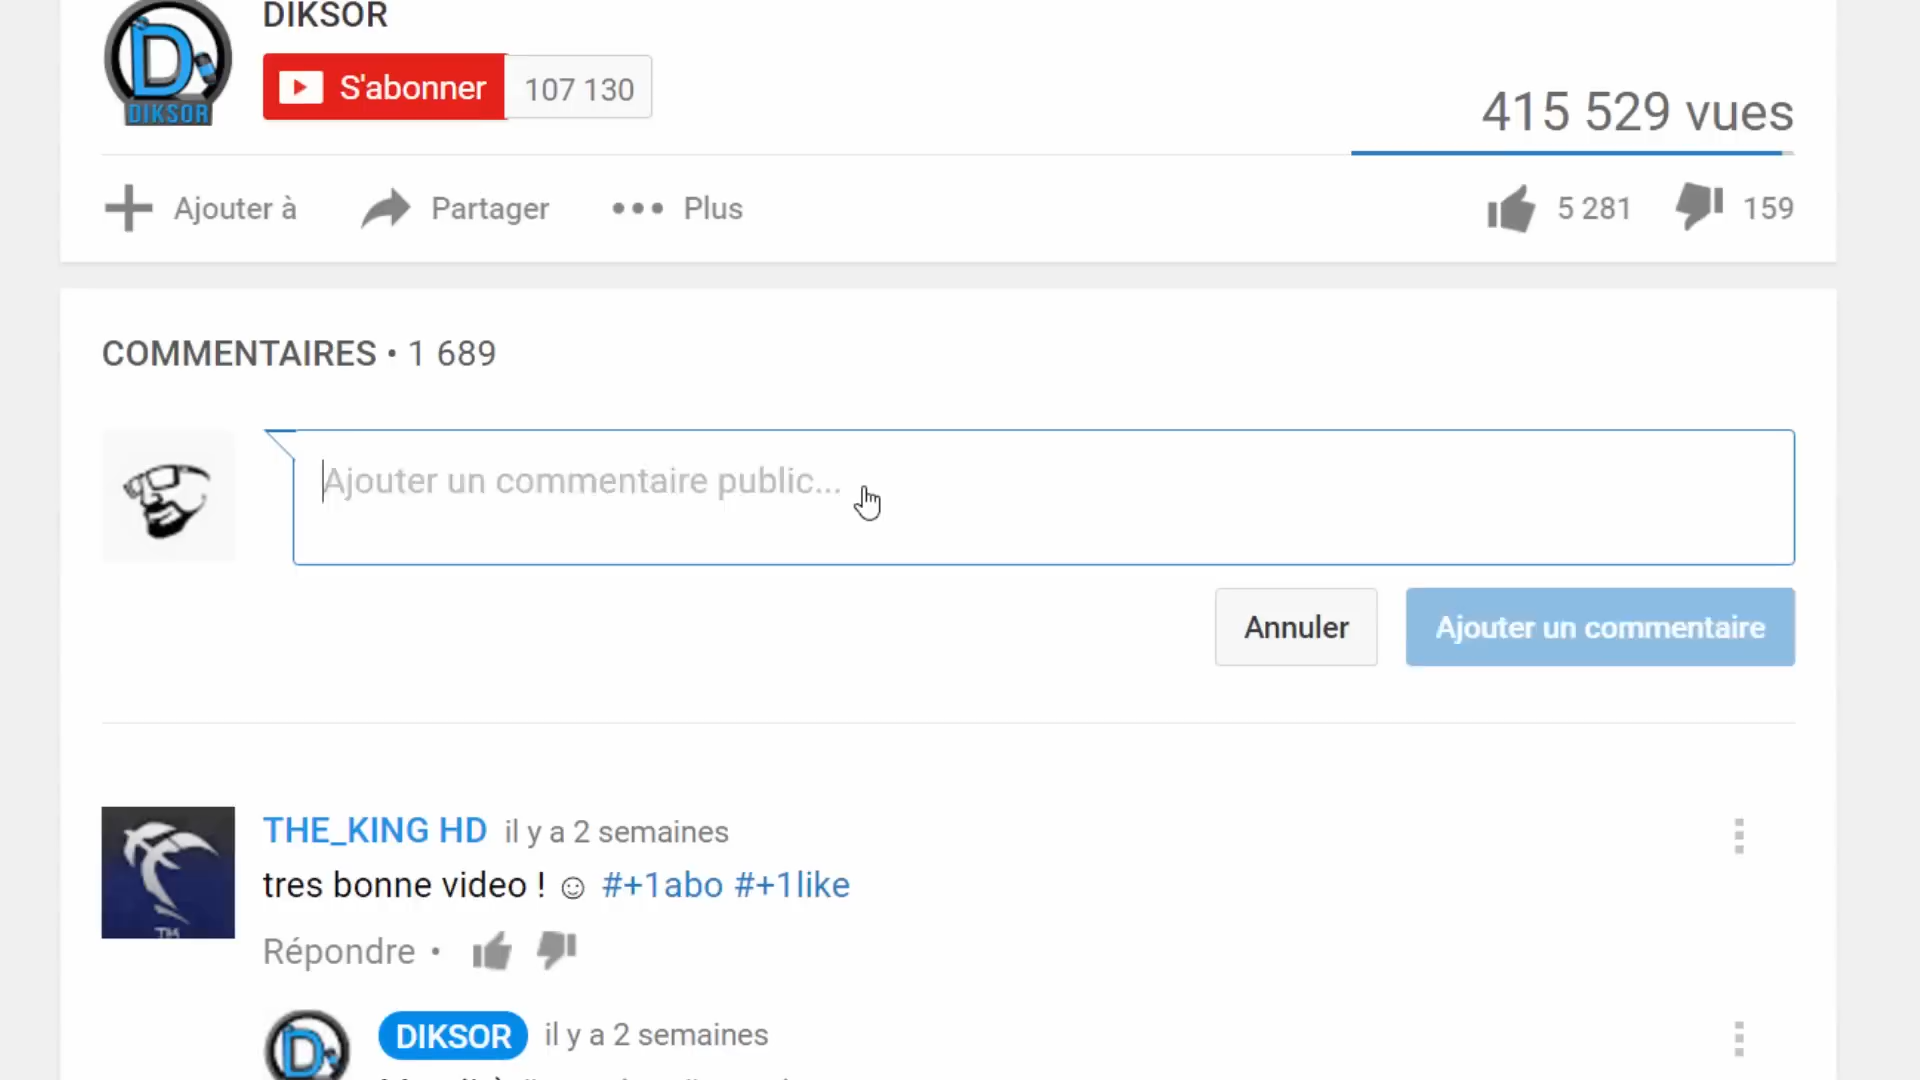 DIKSOR
DIKSOR
S'abonner 107 130
415 529 vues
Ajouter à Partager Plus 5 281 159
COMMENTAIRES • 1 689
Ajouter un commentaire public...
Annuler Ajouter un commentaire
THE_KING HD il y a 2 semaines
tres bonne video ! ☺ #+1abo #+1like
TM
Répondre •
DIKSOR il y a 2 semaines